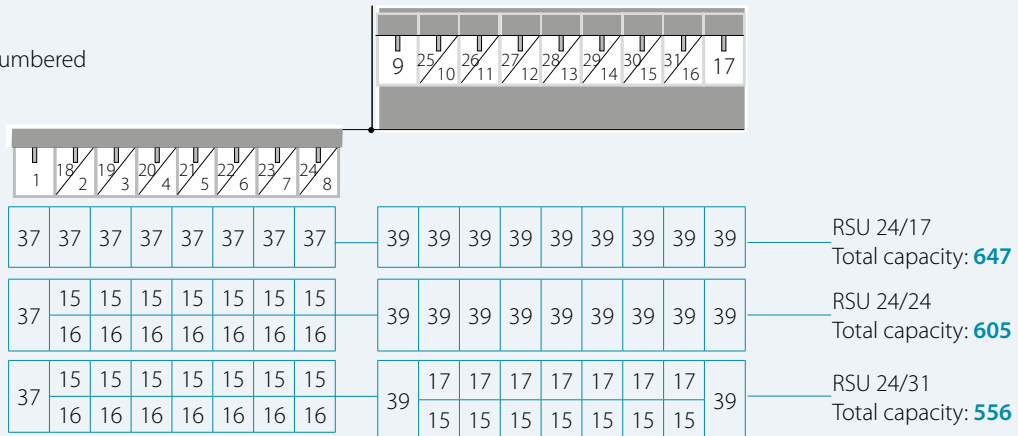 umbered
9 25/10 26/11 27/12 28/13 29/14 30/15 31/16 17
1 18/2 19/3 20/4 21/5 22/6 23/7 24/8
37 37 37 37 37 37 37 37 39 39 39 39 39 39 39 39 39
RSU 24/17
Total capacity: 647
15 15 15 15 15 15 15
37 39 39 39 39 39 39 39 39 39
16 16 16 16 16 16 16
RSU 24/24
Total capacity: 605
15 15 15 15 15 15 15 17 17 17 17 17 17 17
37 39 39
16 16 16 16 16 16 16 15 15 15 15 15 15 15
RSU 24/31
Total capacity: 556